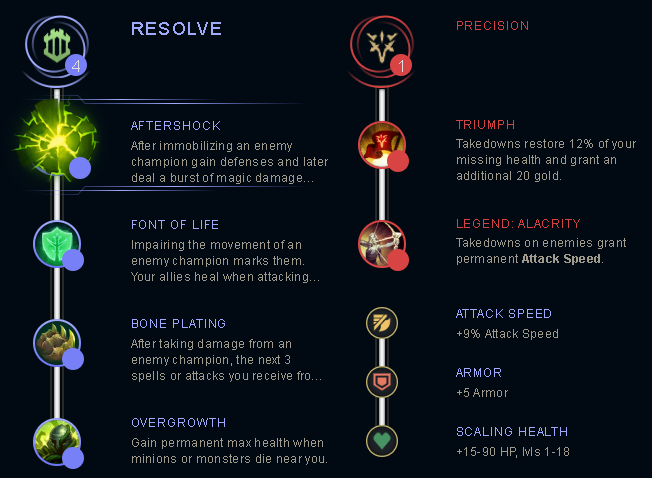 RESOLVE
4
AFTERSHOCK
After immobilizing an enemy
champion gain defenses and later
deal a burst of magic damage...
FONT OF LIFE
Impairing the movement of an
enemy champion marks them.
Your allies heal when attacking...
BONE PLATING
After taking damage from an
enemy champion, the next 3
spells or attacks you receive fro...
OVERGROWTH
Gain permanent max health when
minions or monsters die near you.
PRECISION
1
TRIUMPH
Takedowns restore 12% of your
missing health and grant an
additional 20 gold.
LEGEND: ALACRITY
Takedowns on enemies grant
permanent Attack Speed.
ATTACK SPEED
+9% Attack Speed
ARMOR
+5 Armor
SCALING HEALTH
+15-90 HP, lvls 1-18